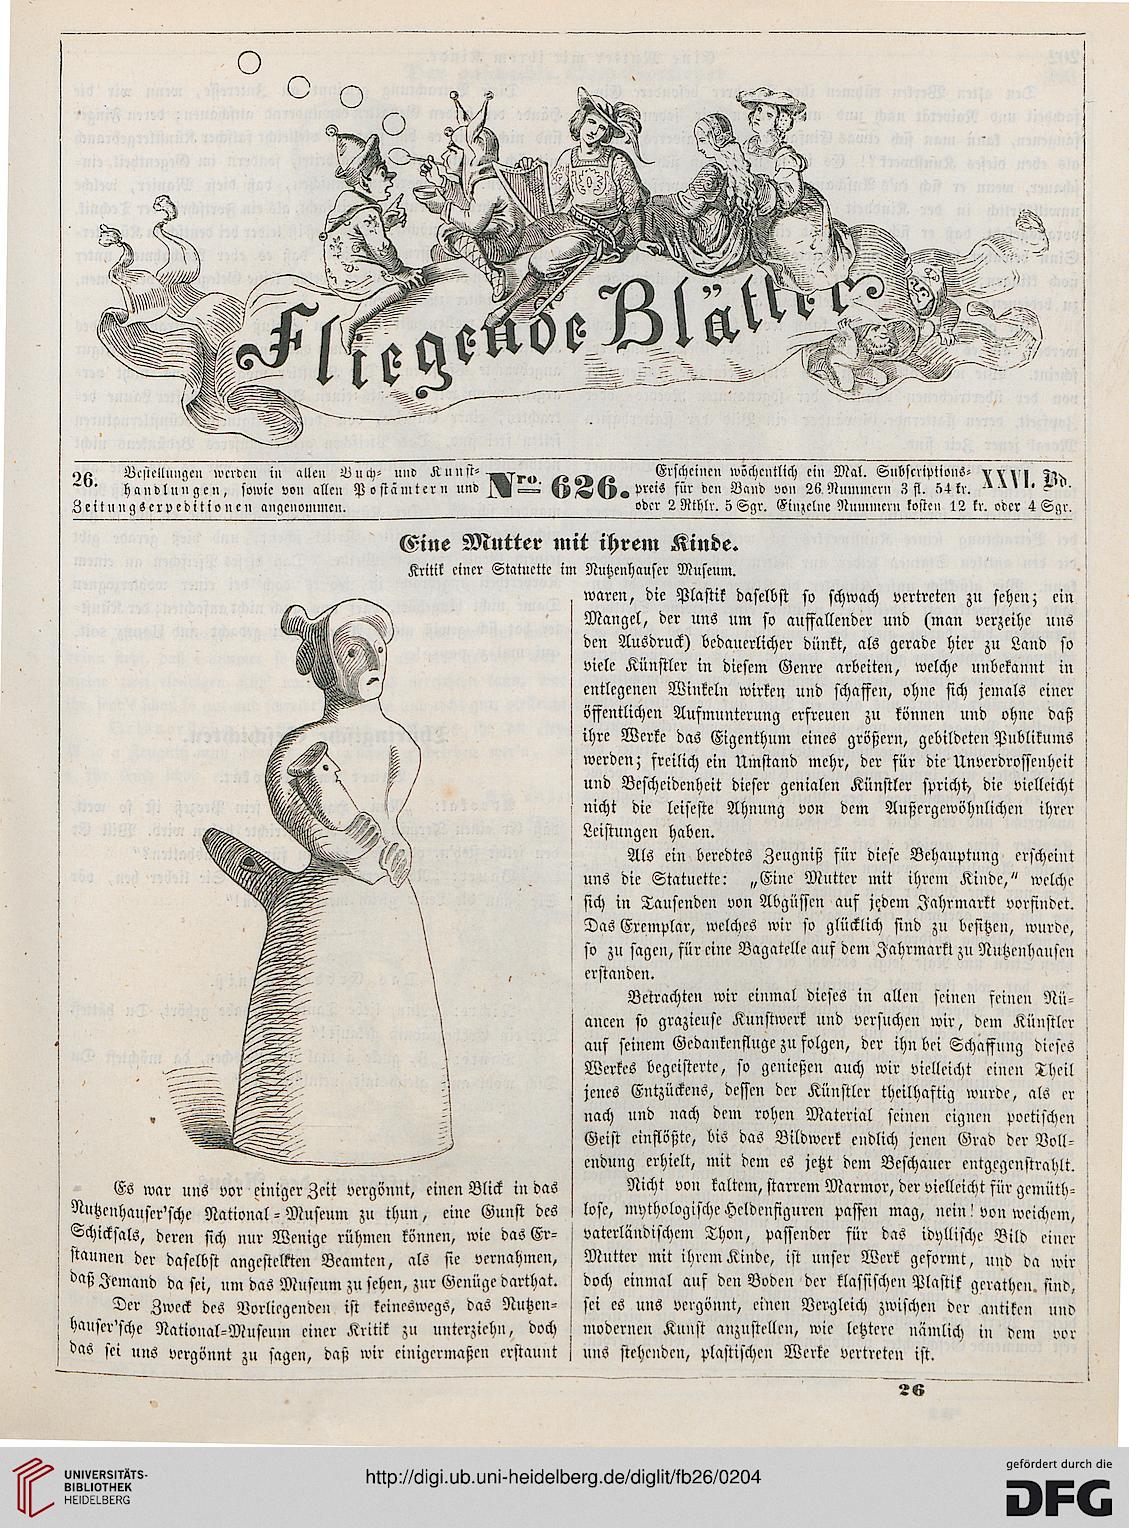 Fliegende Blätter
26.
Bestellungen werden in allen Buch- und Kunst-
handlungen, sowie von allen Postämtern und
Zeitungsexpeditionen angenommen.
Nro. 626.
Erscheinen wöchentlich ein Mal. Subscriptions-
preis für den Band von 26 Nummern 3 fl. 54 kr.
oder 2 Rthlr. 5 Sgr. Einzelne Nummern kosten 12 kr. oder 4 Sgr.
XXVI. Bd.
Eine Mutter mit ihrem Kinde.
Kritik einer Statuette im Nutzenhauser Museum.
Es war uns vor einiger Zeit vergönnt, einen Blick in das
Nutzenhauser'sche National-Museum zu thun, eine Gunst des
Schicksals, deren sich nur Wenige rühmen können, wie das Er-
staunen der daselbst angestellten Beamten, als sie vernahmen,
daß Jemand da sei, um das Museum zu sehen, zur Genüge darthat.
Der Zweck des Vorliegenden ist keineswegs, das Nutzen-
hauser'sche National-Museum einer Kritik zu unterziehn, doch
das sei uns vergönnt zu sagen, daß wir einigermaßen erstaunt
waren, die Plastik daselbst so schwach vertreten zu sehen; ein
Mangel, der uns um so auffallender und (man verzeihe uns
den Ausdruck) bedauerlicher dünkt, als gerade hier zu Land so
viele Künstler in diesem Genre arbeiten, welche unbekannt in
entlegenen Winkeln wirken und schaffen, ohne sich jemals einer
öffentlichen Aufmunterung erfreuen zu können und ohne daß
ihre Werke das Eigenthum eines größern, gebildeten Publikums
werden; freilich ein Umstand mehr, der für die Unverdrossenheit
und Bescheidenheit dieser genialen Künstler spricht, die vielleicht
nicht die leiseste Ahnung von dem Außergewöhnlichen ihrer
Leistungen haben.
Als ein beredtes Zeugniß für diese Behauptung erscheint
uns die Statuette: „Eine Mutter mit ihrem Kinde,“ welche
sich in Tausenden von Abgüssen auf jedem Jahrmarkt vorfindet.
Das Exemplar, welches wir so glücklich sind zu besitzen, wurde,
so zu sagen, für eine Bagatelle auf dem Jahrmarkt zu Nutzenhausen
erstanden.
Betrachten wir einmal dieses in allen seinen feinen Nü-
ancen so grazieuse Kunstwerk und versuchen wir, dem Künstler
auf seinem Gedankenfluge zu folgen, der ihn bei Schaffung dieses
Werkes begeisterte, so genießen auch wir vielleicht einen Theil
jenes Entzückens, dessen der Künstler theilhaftig wurde, als er
nach und nach dem rohen Material seinen eignen poetischen
Geist einflößte, bis das Bildwerk endlich jenen Grad der Voll-
endung erhielt, mit dem es jetzt dem Beschauer entgegenstrahlt.
Nicht von kaltem, starrem Marmor, der vielleicht für gemüth-
lose, mythologische Heldenfiguren passen mag, nein! von weichem,
vaterländischem Thon, passender für das idyllische Bild einer
Mutter mit ihrem Kinde, ist unser Werk geformt, und da wir
doch einmal auf den Boden der klassischen Plastik gerathen sind,
sei es uns vergönnt, einen Vergleich zwischen der antiken und
modernen Kunst anzustellen, wie letztere nämlich in dem vor
uns stehenden, plastischen Werke vertreten ist.
26
UNIVERSITÄTS-
BIBLIOTHEK
HEIDELBERG
http://digi.ub.uni-heidelberg.de/diglit/fb26/0204
gefördert durch die
DFG